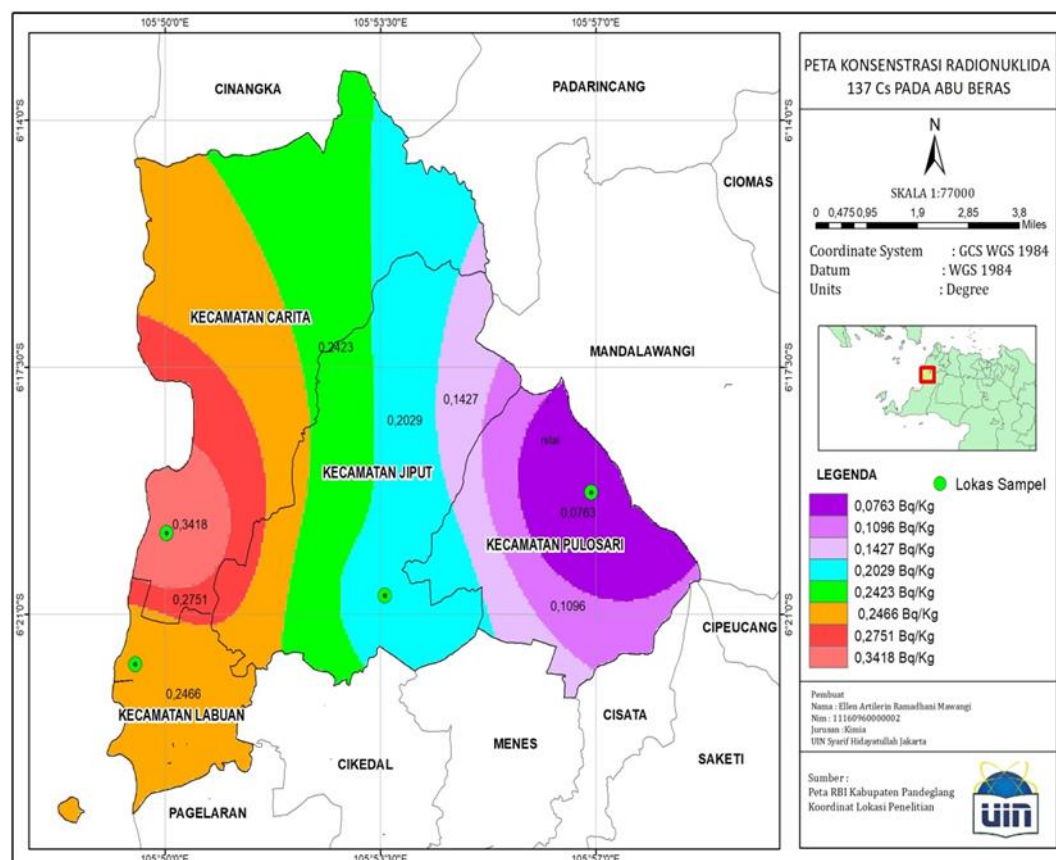 105°50'0"E
105°53'30"E
105°57'0"E
6°14'0"S
6°17'30"S
6°21'0"S
6°14'0"S
6°17'30"S
6°21'0"S
CINANGKA
PADARINCANG
CIOMAS
KECAMATAN CARITA
0,2423
MANDALAWANGI
0,1427
0,2029
nilai
KECAMATAN JIPUT
0,0763
0,3418
KECAMATAN PULOSARI
0,2751
0,1096
CIPEUCANG
0,2466
KECAMATAN LABUAN
CISATA
MENES
SAKETI
CIKEDAL
PAGELARAN
105°50'0"E
105°53'30"E
105°57'0"E
PETA KONSENSTRASI RADIONUKLIDA
137 Cs PADA ABU BERAS
N
SKALA 1:77000
0 0,475 0,95 1,9 2,85 3,8
Miles
Coordinate System : GCS WGS 1984
Datum : WGS 1984
Units : Degree
LEGENDA
Lokas Sampel
0,0763 Bq/Kg
0,1096 Bq/Kg
0,1427 Bq/Kg
0,2029 Bq/Kg
0,2423 Bq/Kg
0,2466 Bq/Kg
0,2751 Bq/Kg
0,3418 Bq/Kg
Pembuat
Nama : Ellen Artilerin Ramadhani Mawangi
Nim : 11160960000002
Jurusan :Kimia
UIN Syarif Hidayatullah Jakarta
Sumber :
Peta RBI Kabupaten Pandeglang
Koordinat Lokasi Penelitian
UIN